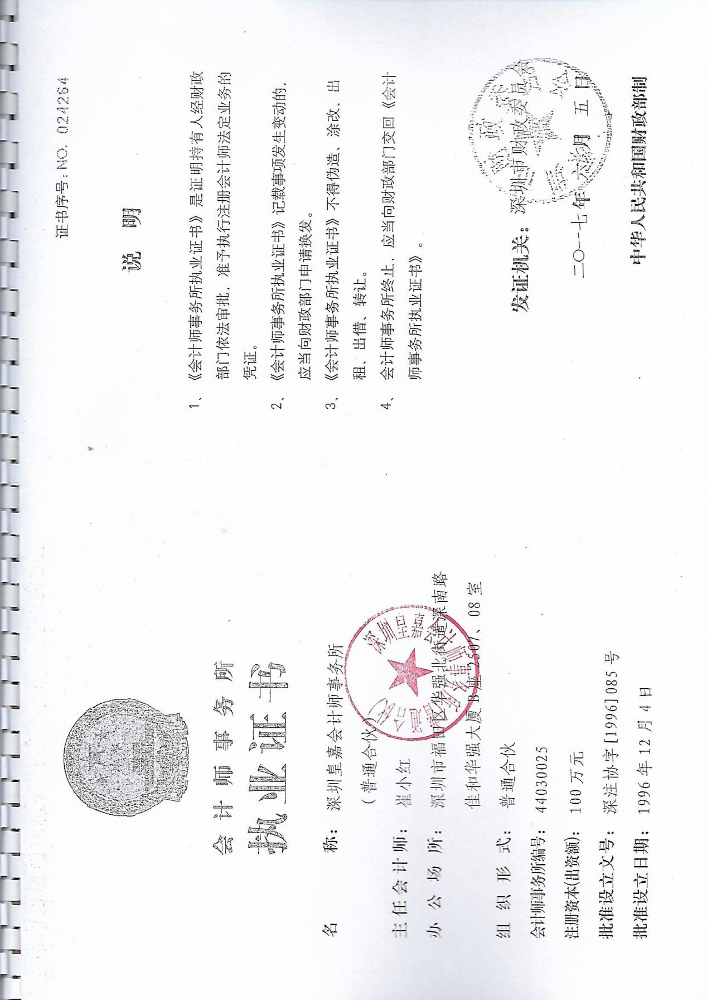 会计师事务所
执业证书
名称：深圳皇嘉会计师事务所
（普通合伙）
主任会计师：崔小红
办公场所：深圳市福田区华强北街道深南路
佳和华强大厦B座2507、08室
组织形式：普通合伙
会计师事务所编号：44030025
注册资本(出资额)：100万元
批准设立文号：深注协字[1996]085号
批准设立日期：1996年12月4日
深圳皇嘉会计师事务所
普通合伙
证书序号：NO. 024264
说明
1、《会计师事务所执业证书》是证明持有人经财政
部门依法审批，准予执行注册会计师法定业务的
凭证。
2、《会计师事务所执业证书》记载事项发生变动的，
应当向财政部门申请换发。
3、《会计师事务所执业证书》不得伪造、涂改、出
租、出借、转让。
4、会计师事务所终止，应当向财政部门交回《会计
师事务所执业证书》。
发证机关：深圳市财政委员会
二〇一七年六月五日
中华人民共和国财政部制